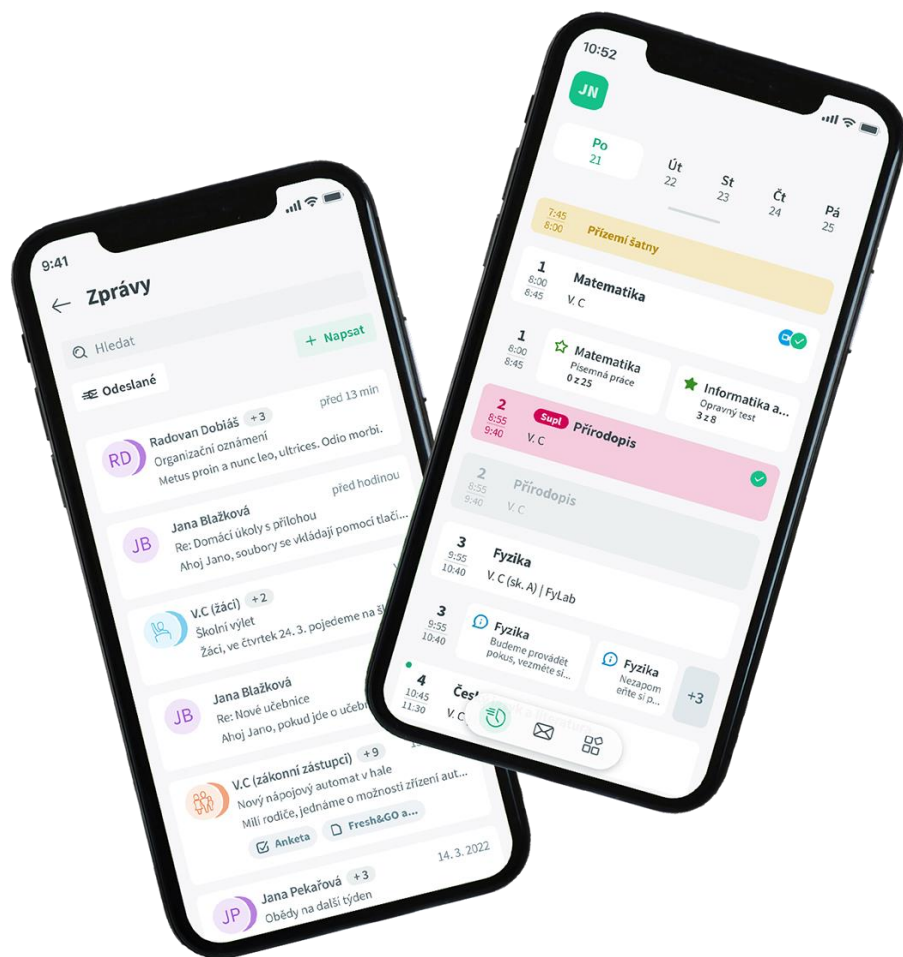 9:41
Zprávy
Hledat
+ Napsat
Odeslané
RD
Radovan Dobiáš +3
před 13 min
Organizační oznámení
Metus proin a nunc leo, ultrices. Odio morbi.
JB
Jana Blažková
před hodinou
Re: Domácí úkoly s přílohou
Ahoj Jano, soubory se vkládají pomocí tlačí...
V.C (žáci) +2
Školní výlet
Žáci, ve čtvrtek 24. 3. pojedeme na
JB
Jana Blažková
Re: Nové učebnice
Ahoj Jano, pokud jde o
V.C (zákonní zástupci) +9
Nový nápojový automat v hale
Milí rodiče, jednáme o možnosti zřízení aut...
Anketa
Fresh&GO a...
JP
Jana Pekařová +3
14. 3. 2022
Obědy na další týden
10:52
JN
Po
21
Út
22
St
23
Čt
24
Pá
25
7:45
8:00
Přízemí šatny
1
8:00
8:45
Matematika
V. C
1
8:00
8:45
Matematika
Písemná práce
0 z 25
Informatika a...
Opravný test
3 z 8
2
8:55
9:40
Supl Přírodopis
V. C
2
8:55
9:40
Přírodopis
V. C
3
9:55
10:40
Fyzika
V. C (sk. A) | FyLab
3
9:55
10:40
Fyzika
Budeme provádět
pokus, vezměte si...
Fyzika
Nezapom
eňte si p...
+3
4
10:45
11:30
V. C